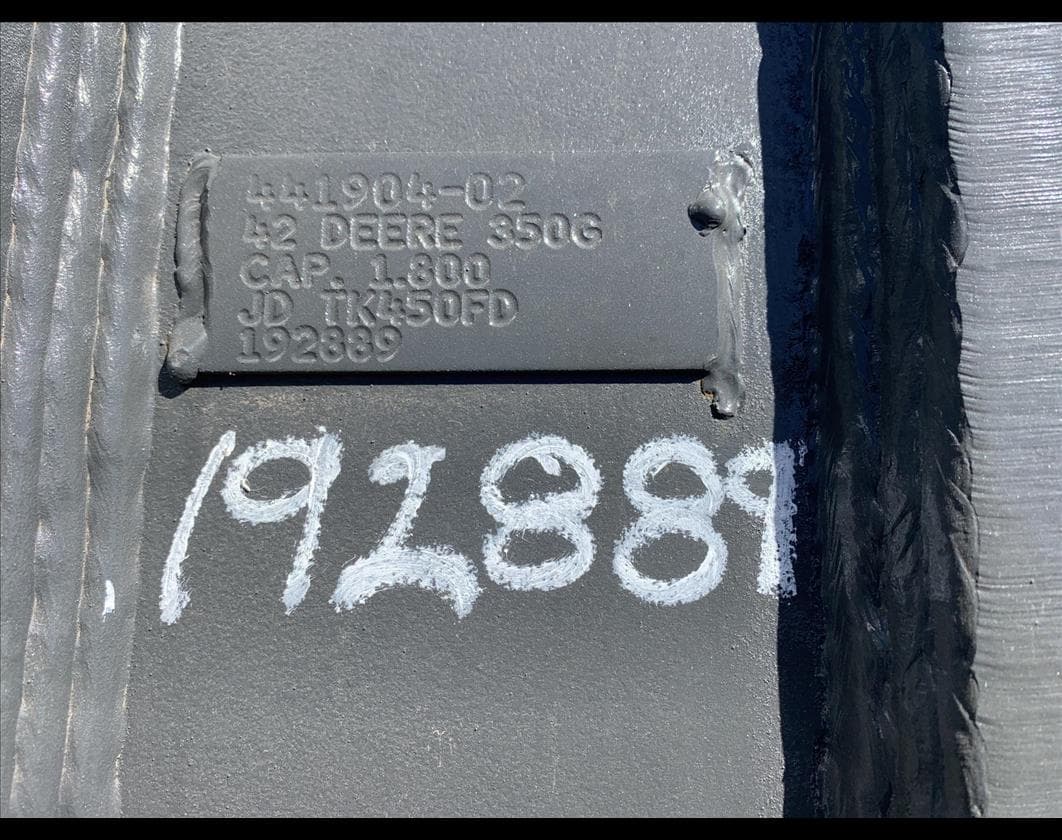 441904-02
42 DEERE 350G
CAP. 1.800
JD TK450FD
192889
192889